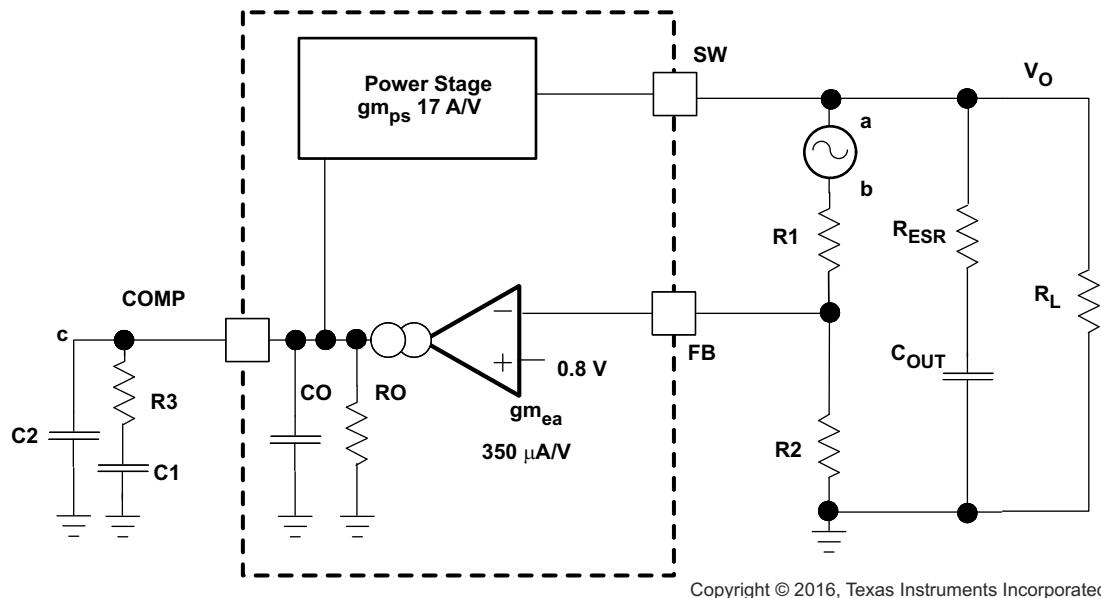 SW
Power Stage
gmps 17 A/V
VO
a
b
R1
RESR
RL
COMP
c
FB
0.8 V
COUT
R3
CO
RO
gmea
C2
C1
350 μA/V
R2
Copyright © 2016, Texas Instruments Incorporated